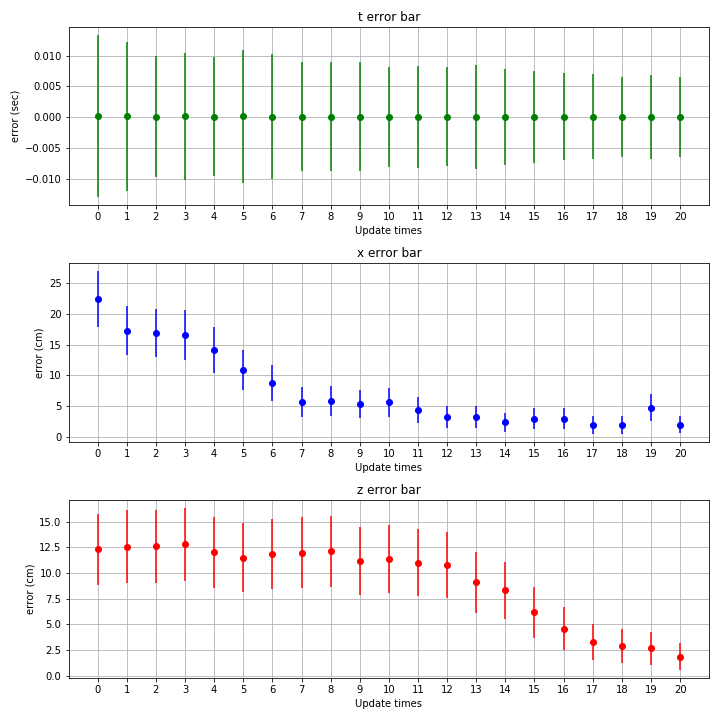 t error bar
error (sec)
0.010
0.005
0.000
−0.005
−0.010
0 1 2 3 4 5 6 7 8 9 10 11 12 13 14 15 16 17 18 19 20
Update times
x error bar
error (cm)
25
20
15
10
5
0
0 1 2 3 4 5 6 7 8 9 10 11 12 13 14 15 16 17 18 19 20
Update times
z error bar
error (cm)
15.0
12.5
10.0
7.5
5.0
2.5
0.0
0 1 2 3 4 5 6 7 8 9 10 11 12 13 14 15 16 17 18 19 20
Update times